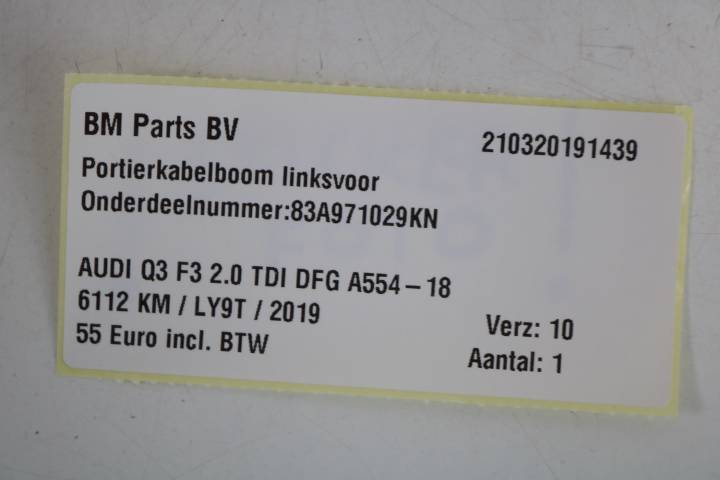 BM Parts BV 210320191439
Portierkabelboom linksvoor
Onderdeelnummer:83A971029KN
AUDI Q3 F3 2.0 TDI DFG A554-18
6112 KM / LY9T / 2019 Verz: 10
55 Euro incl. BTW Aantal: 1